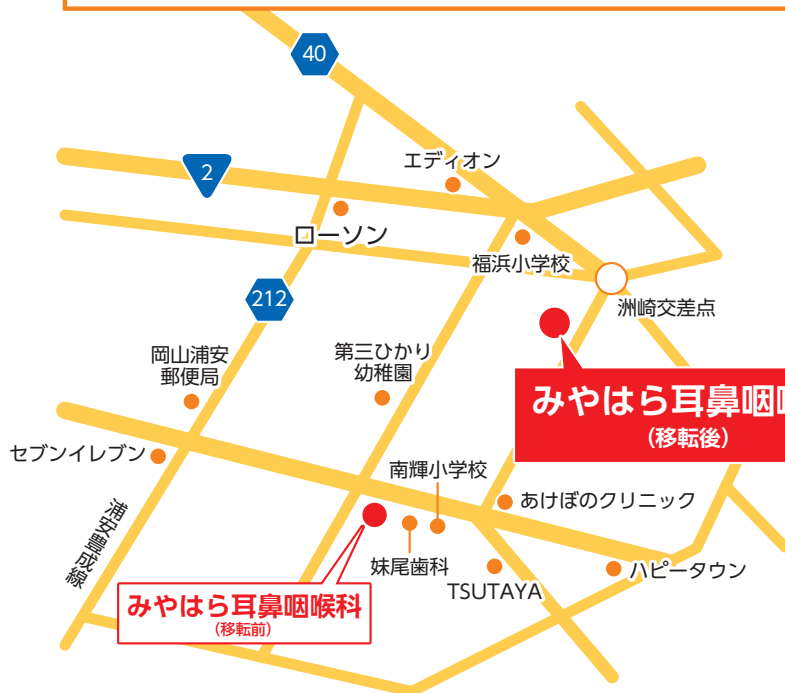 40
エディオン
2
ローソン
福浜小学校
212
洲崎交差点
岡山浦安
郵便局
第三ひかり
幼稚園
みやはら耳鼻咽
(移転後)
セブンイレブン
南輝小学校
あけぼのクリニック
浦安豊成線
妹尾歯科
TSUTAYA
ハピータウン
みやはら耳鼻咽喉科
(移転前)